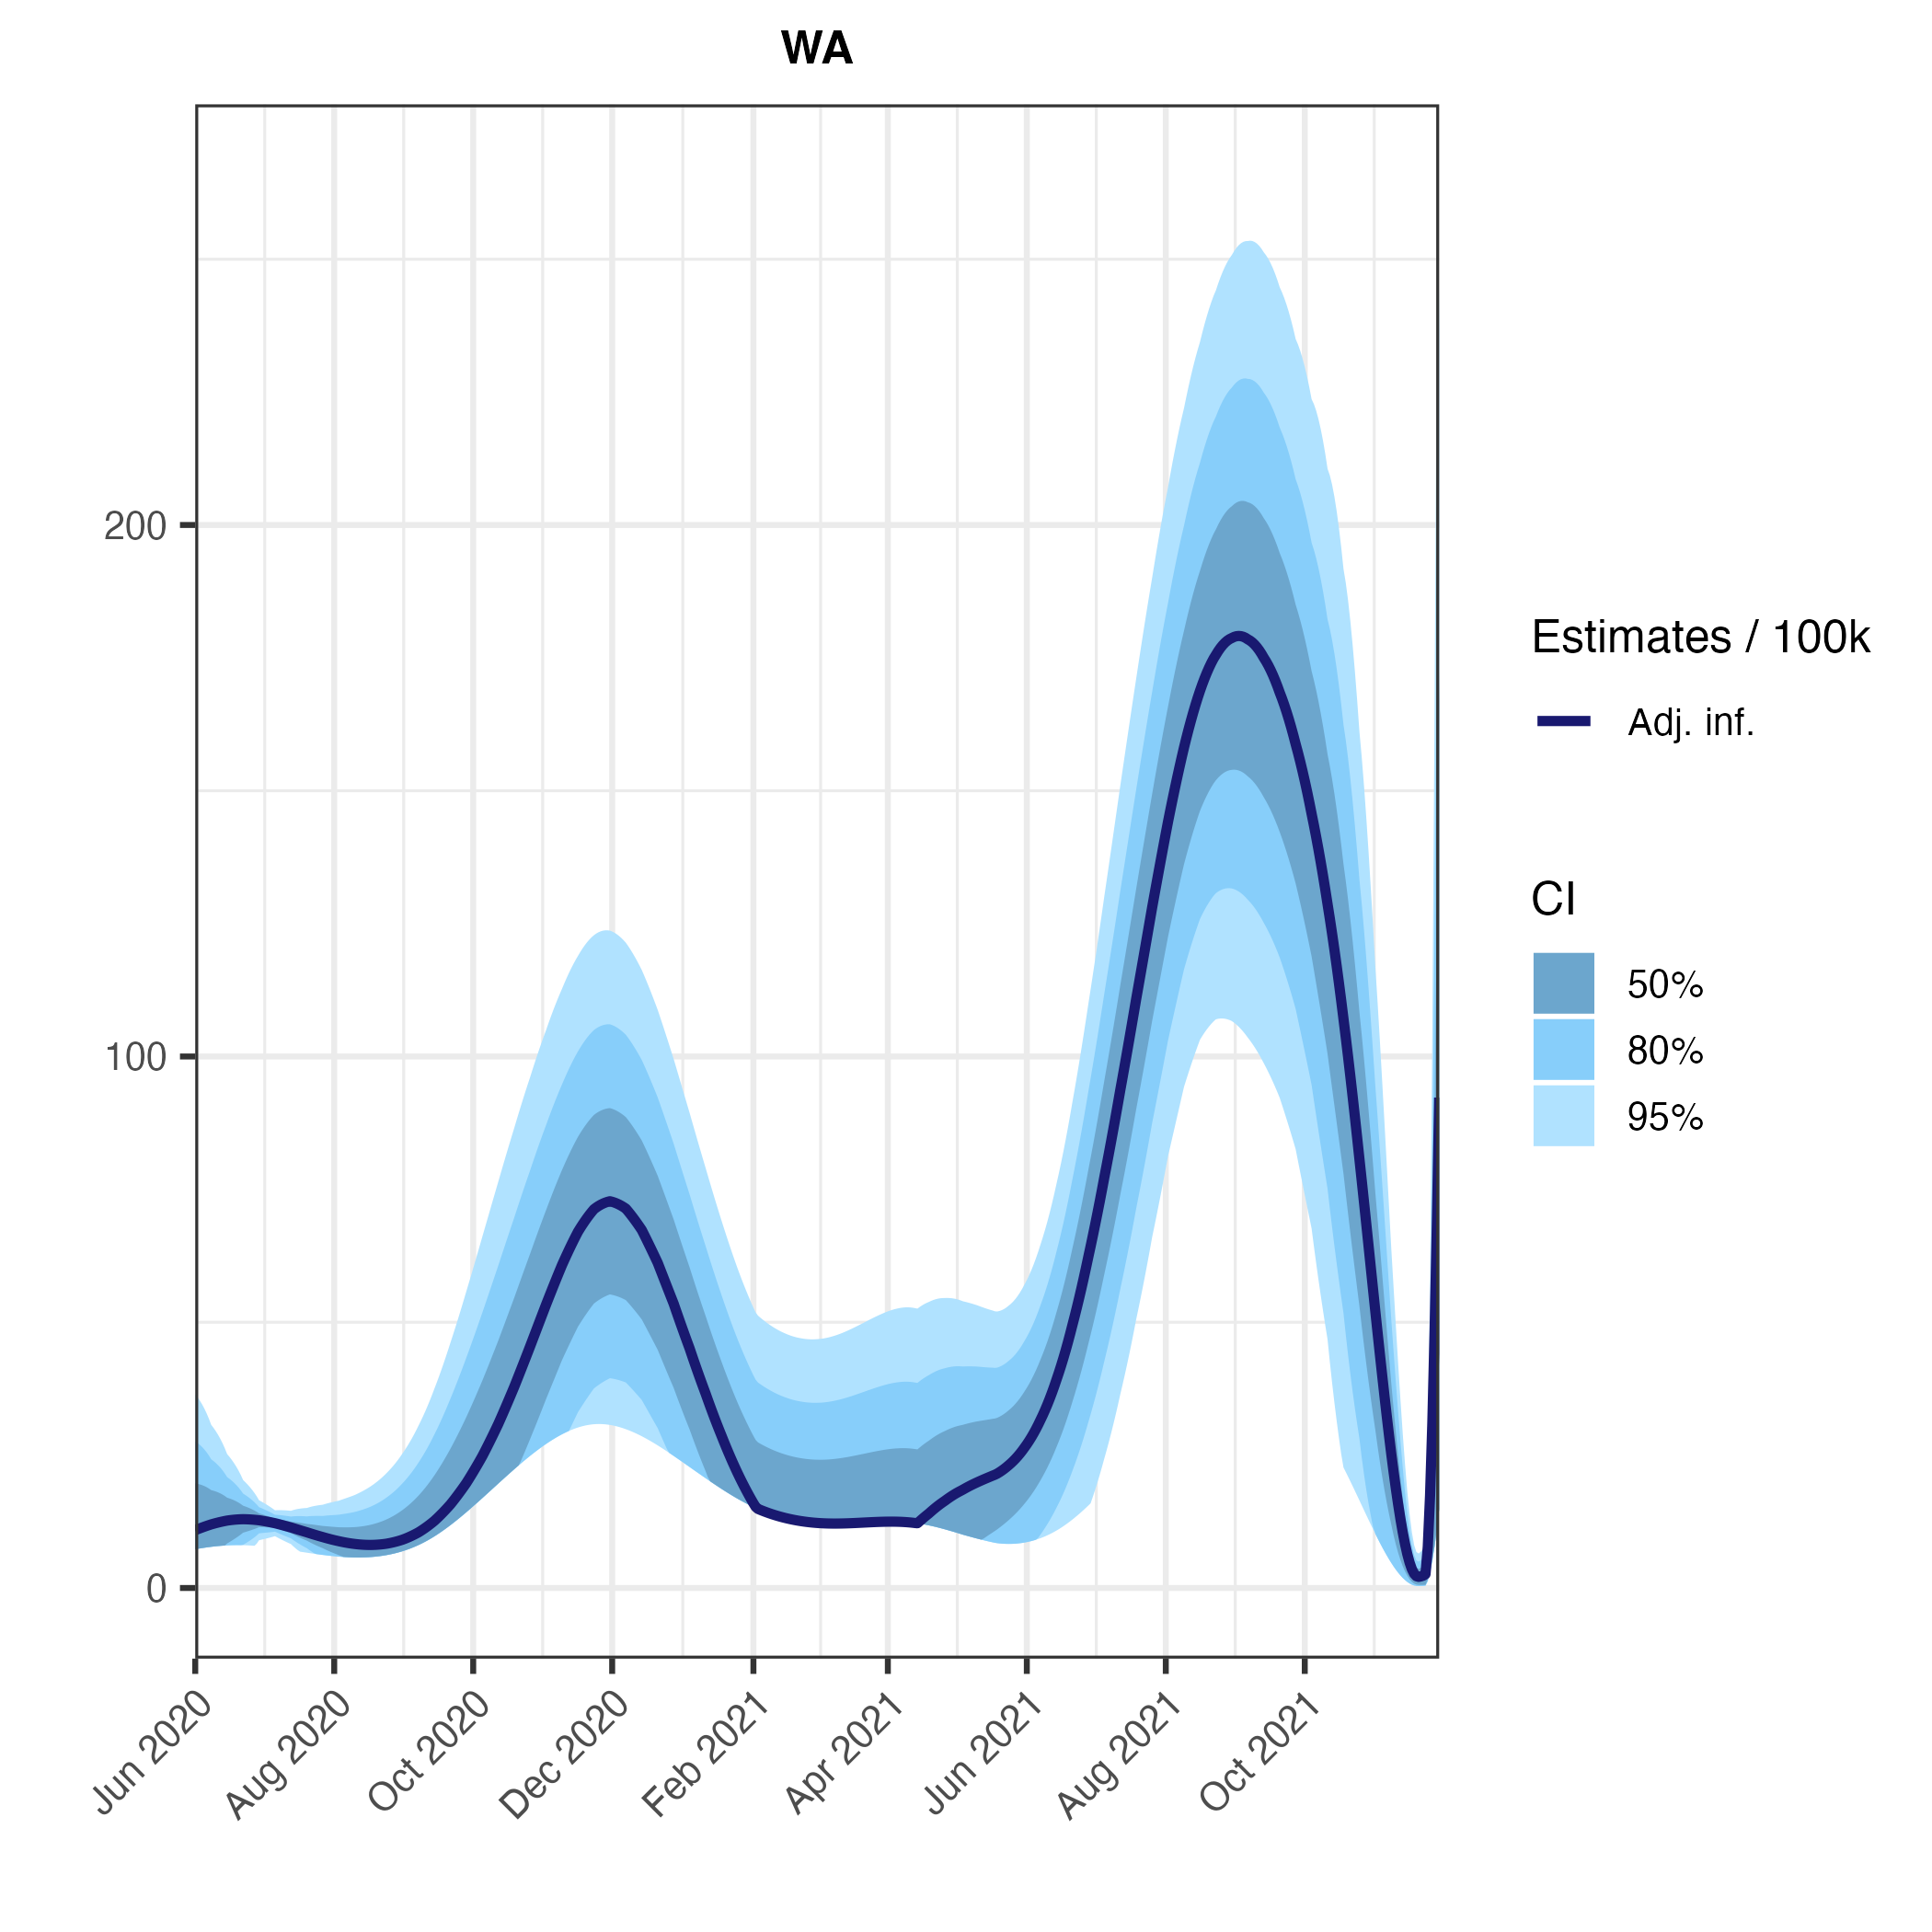 WA
200
100
0
Jun 2020
Aug 2020
Oct 2020
Dec 2020
Feb 2021
Apr 2021
Jun 2021
Aug 2021
Oct 2021
Estimates / 100k
Adj. inf.
CI
50%
80%
95%